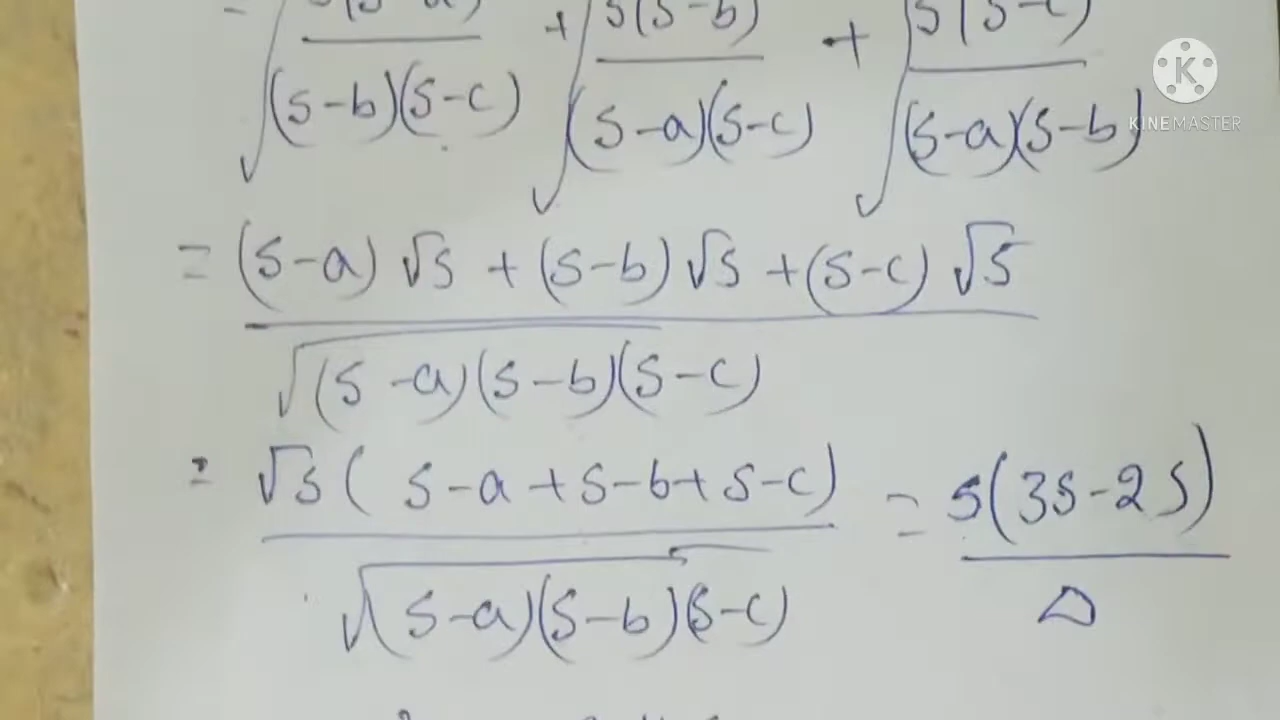 = √ s(s-a) / (s-b)(s-c) + √ s(s-b) / (s-a)(s-c) + √ s(s-c) / (s-a)(s-b)
K
KINEMASTER
= (s-a) √s + (s-b) √s + (s-c) √s / √(s-a)(s-b)(s-c)
= √s ( s-a+s-b+s-c) / √(s-a)(s-b)(s-c) = s(3s-2s) / Δ